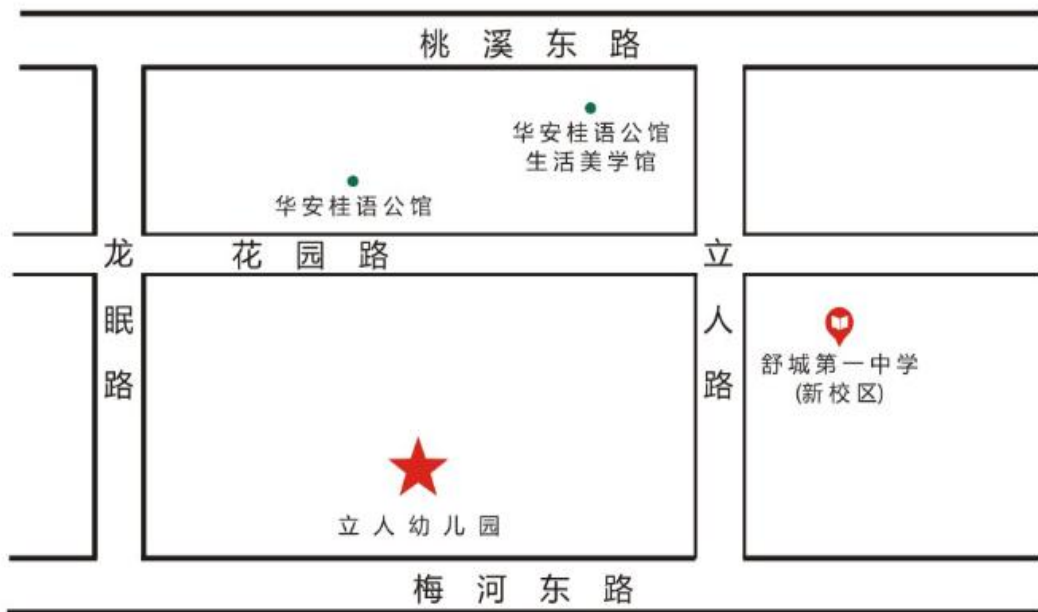 桃溪东路
华安桂语公馆
生活美学馆
华安桂语公馆
龙眠路
花园路
立人路
舒城第一中学
(新校区)
立人幼儿园
梅河东路